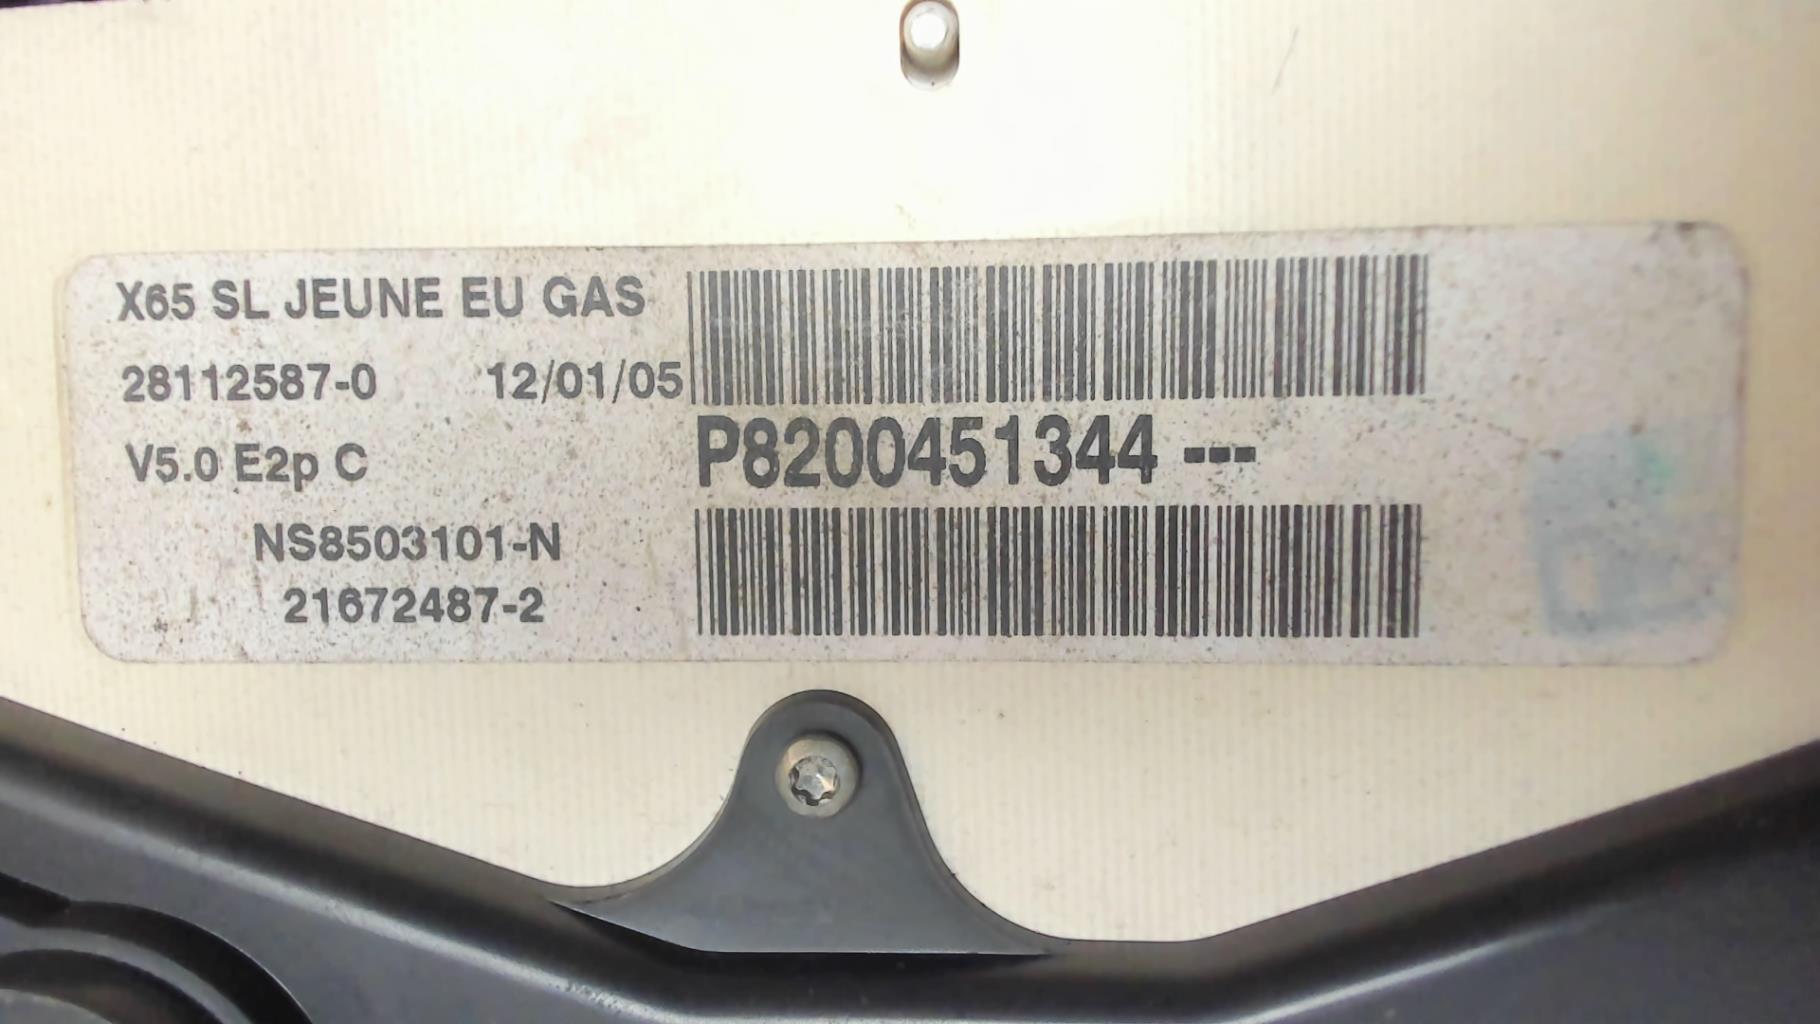 X65 SL JEUNE EU GAS
28112587-0 12/01/05
V5.0 E2p C
P8200451344 ---
NS8503101-N
21672487-2